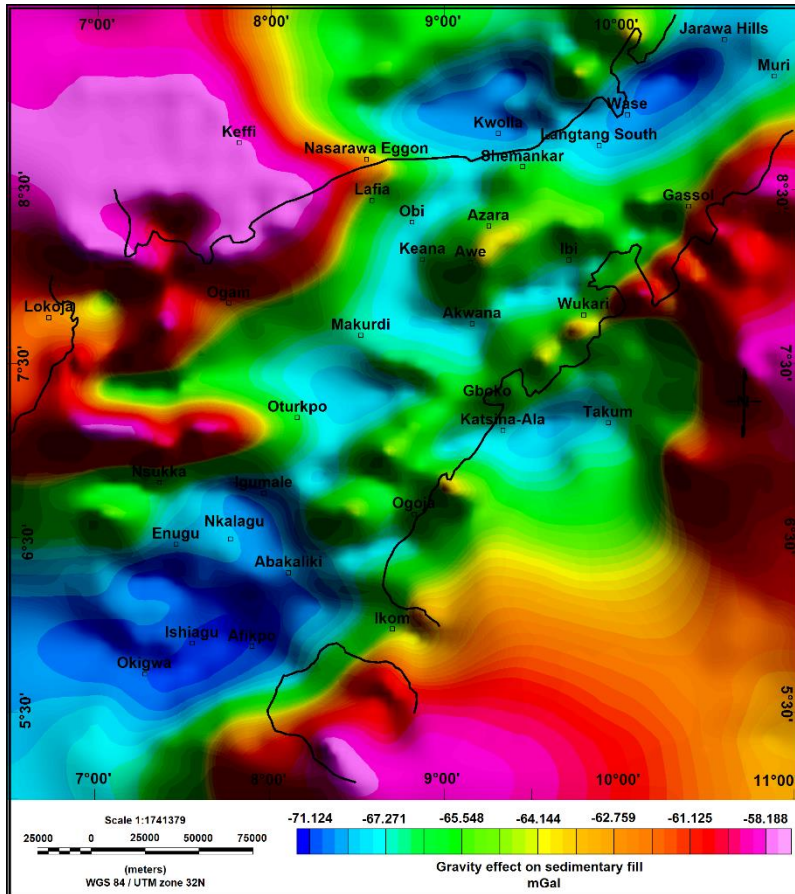 7°00' 8°00' 9°00' 10°00'
Jarawa Hills
Muri
Wase
Kwolla
Keffi
Langtang South
Nasarawa Eggon
Shemankar
8°30' 8°30'
Lafia
Gassol
Obi
Azara
Keana
Awe
Ibi
Ogam
Lokoja
Wukari
Akwana
Makurdi
7°30' 7°30'
Gboko
Oturkpo
Katsina-Ala
Takum
Nsukka
Igumale
Ogoja
Nkalagu
Enugu
6°30' 6°30'
Abakaliki
Ikom
Ishiagu
Afikpo
Okigwa
5°30' 5°30'
7°00' 8°00' 9°00' 10°00' 11°00'
Scale 1:1741379
25000 0 25000 50000 75000
(meters)
WGS 84 / UTM zone 32N
-71.124 -67.271 -65.548 -64.144 -62.759 -61.125 -58.188
Gravity effect on sedimentary fill
mGal